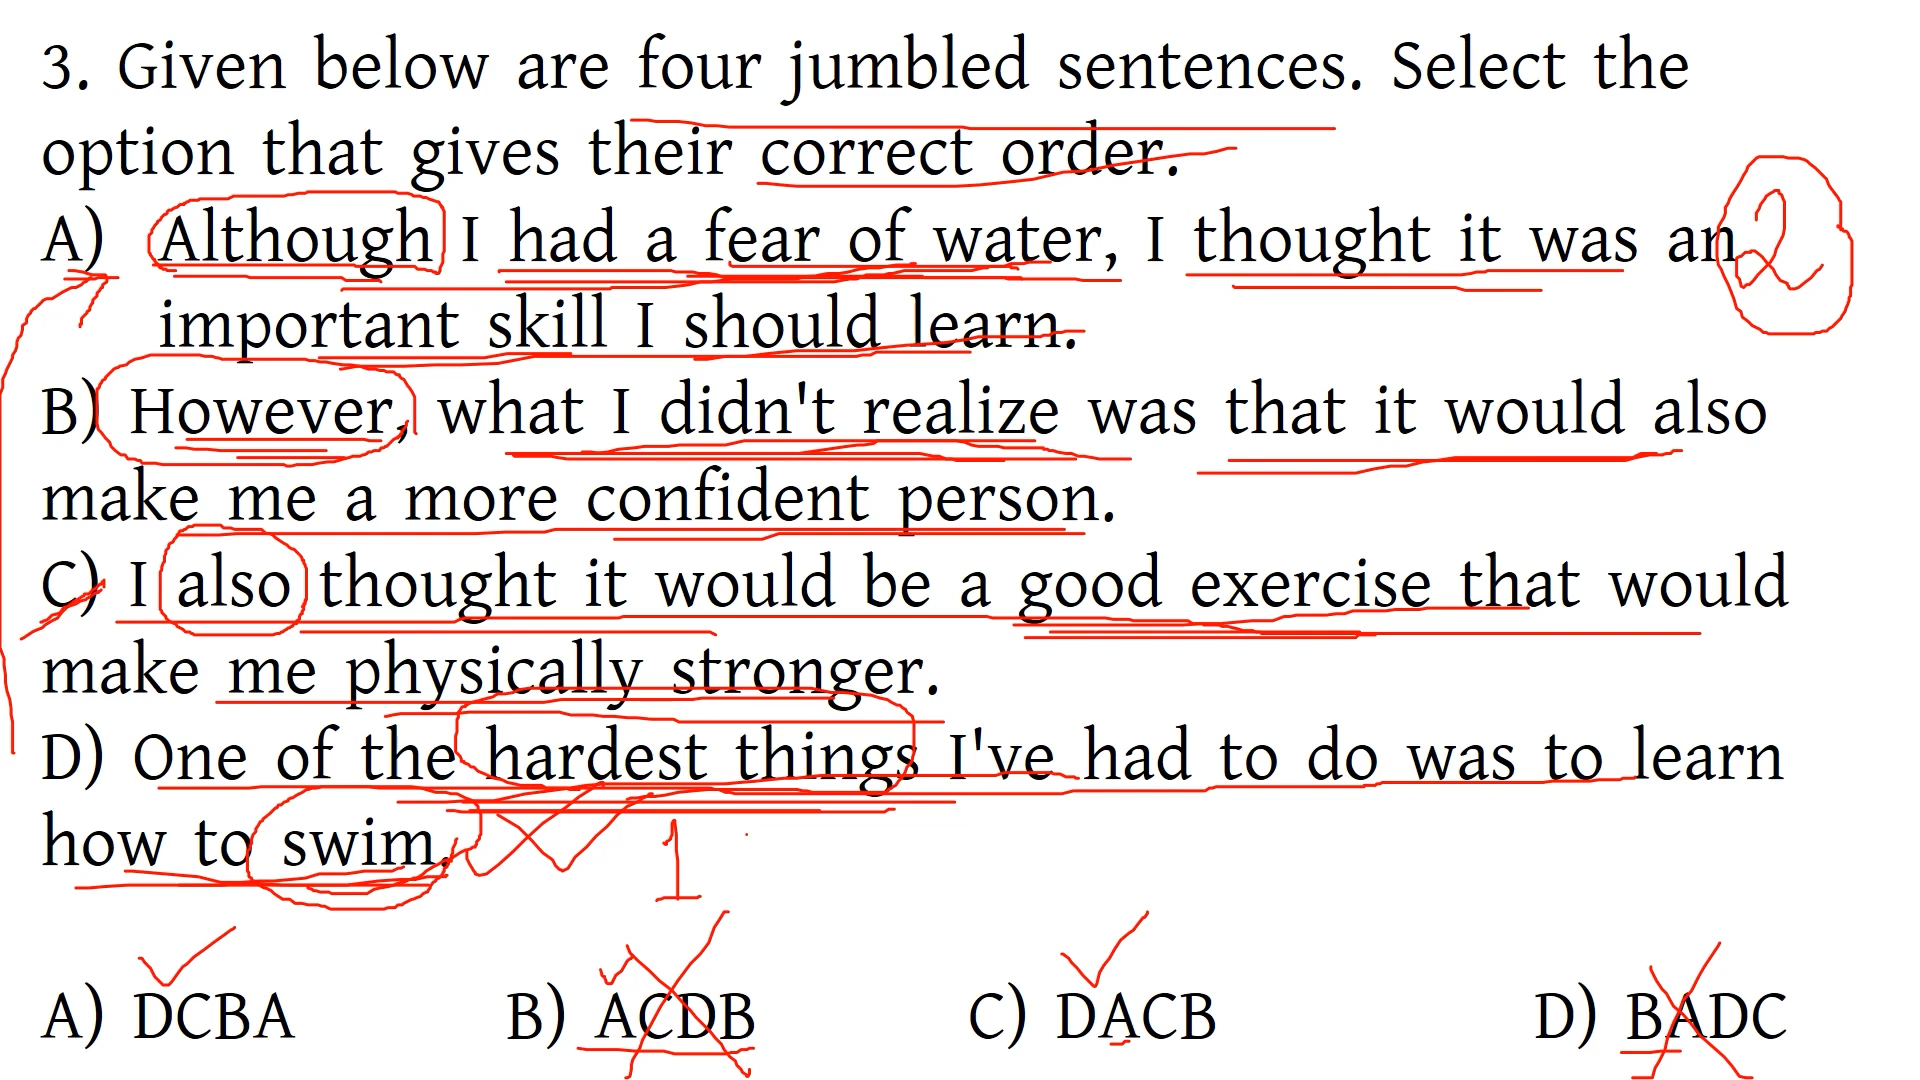 3. Given below are four jumbled sentences. Select the
option that gives their correct order.
A) Although I had a fear of water, I thought it was an 2
important skill I should learn.
B) However, what I didn't realize was that it would also
make me a more confident person.
C) I also thought it would be a good exercise that would
make me physically stronger.
D) One of the hardest things I've had to do was to learn
how to swim.
1
A) DCBA B) ACDB C) DACB D) BADC